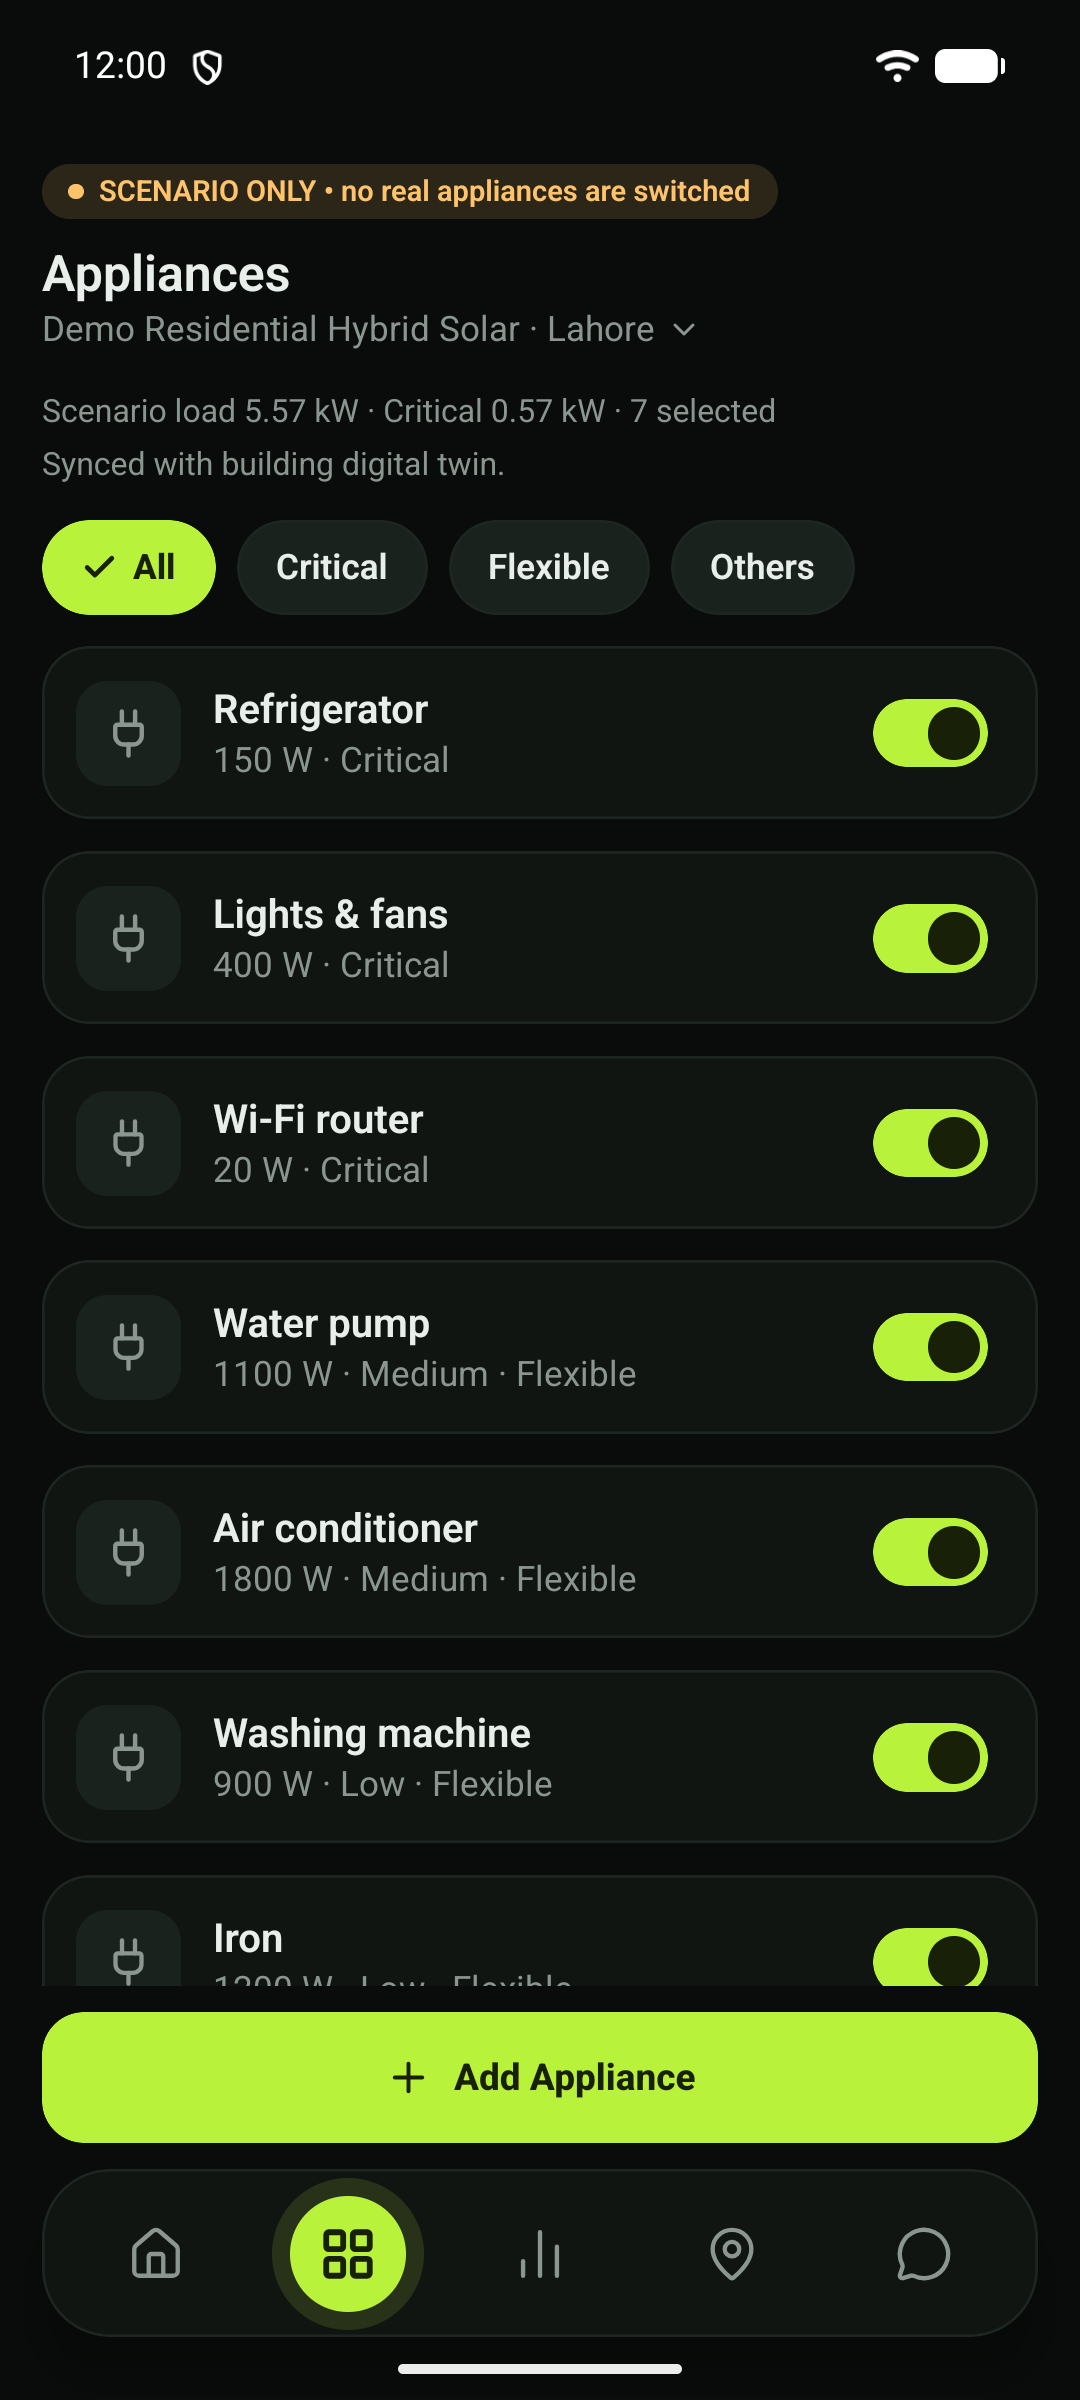 12:00
SCENARIO ONLY • no real appliances are switched
Appliances
Demo Residential Hybrid Solar · Lahore
Scenario load 5.57 kW · Critical 0.57 kW · 7 selected
Synced with building digital twin.
All
Critical
Flexible
Others
Refrigerator
150 W · Critical
Lights & fans
400 W · Critical
Wi-Fi router
20 W · Critical
Water pump
1100 W · Medium · Flexible
Air conditioner
1800 W · Medium · Flexible
Washing machine
900 W · Low · Flexible
Iron
1200 W · Low · Flexible
Add Appliance